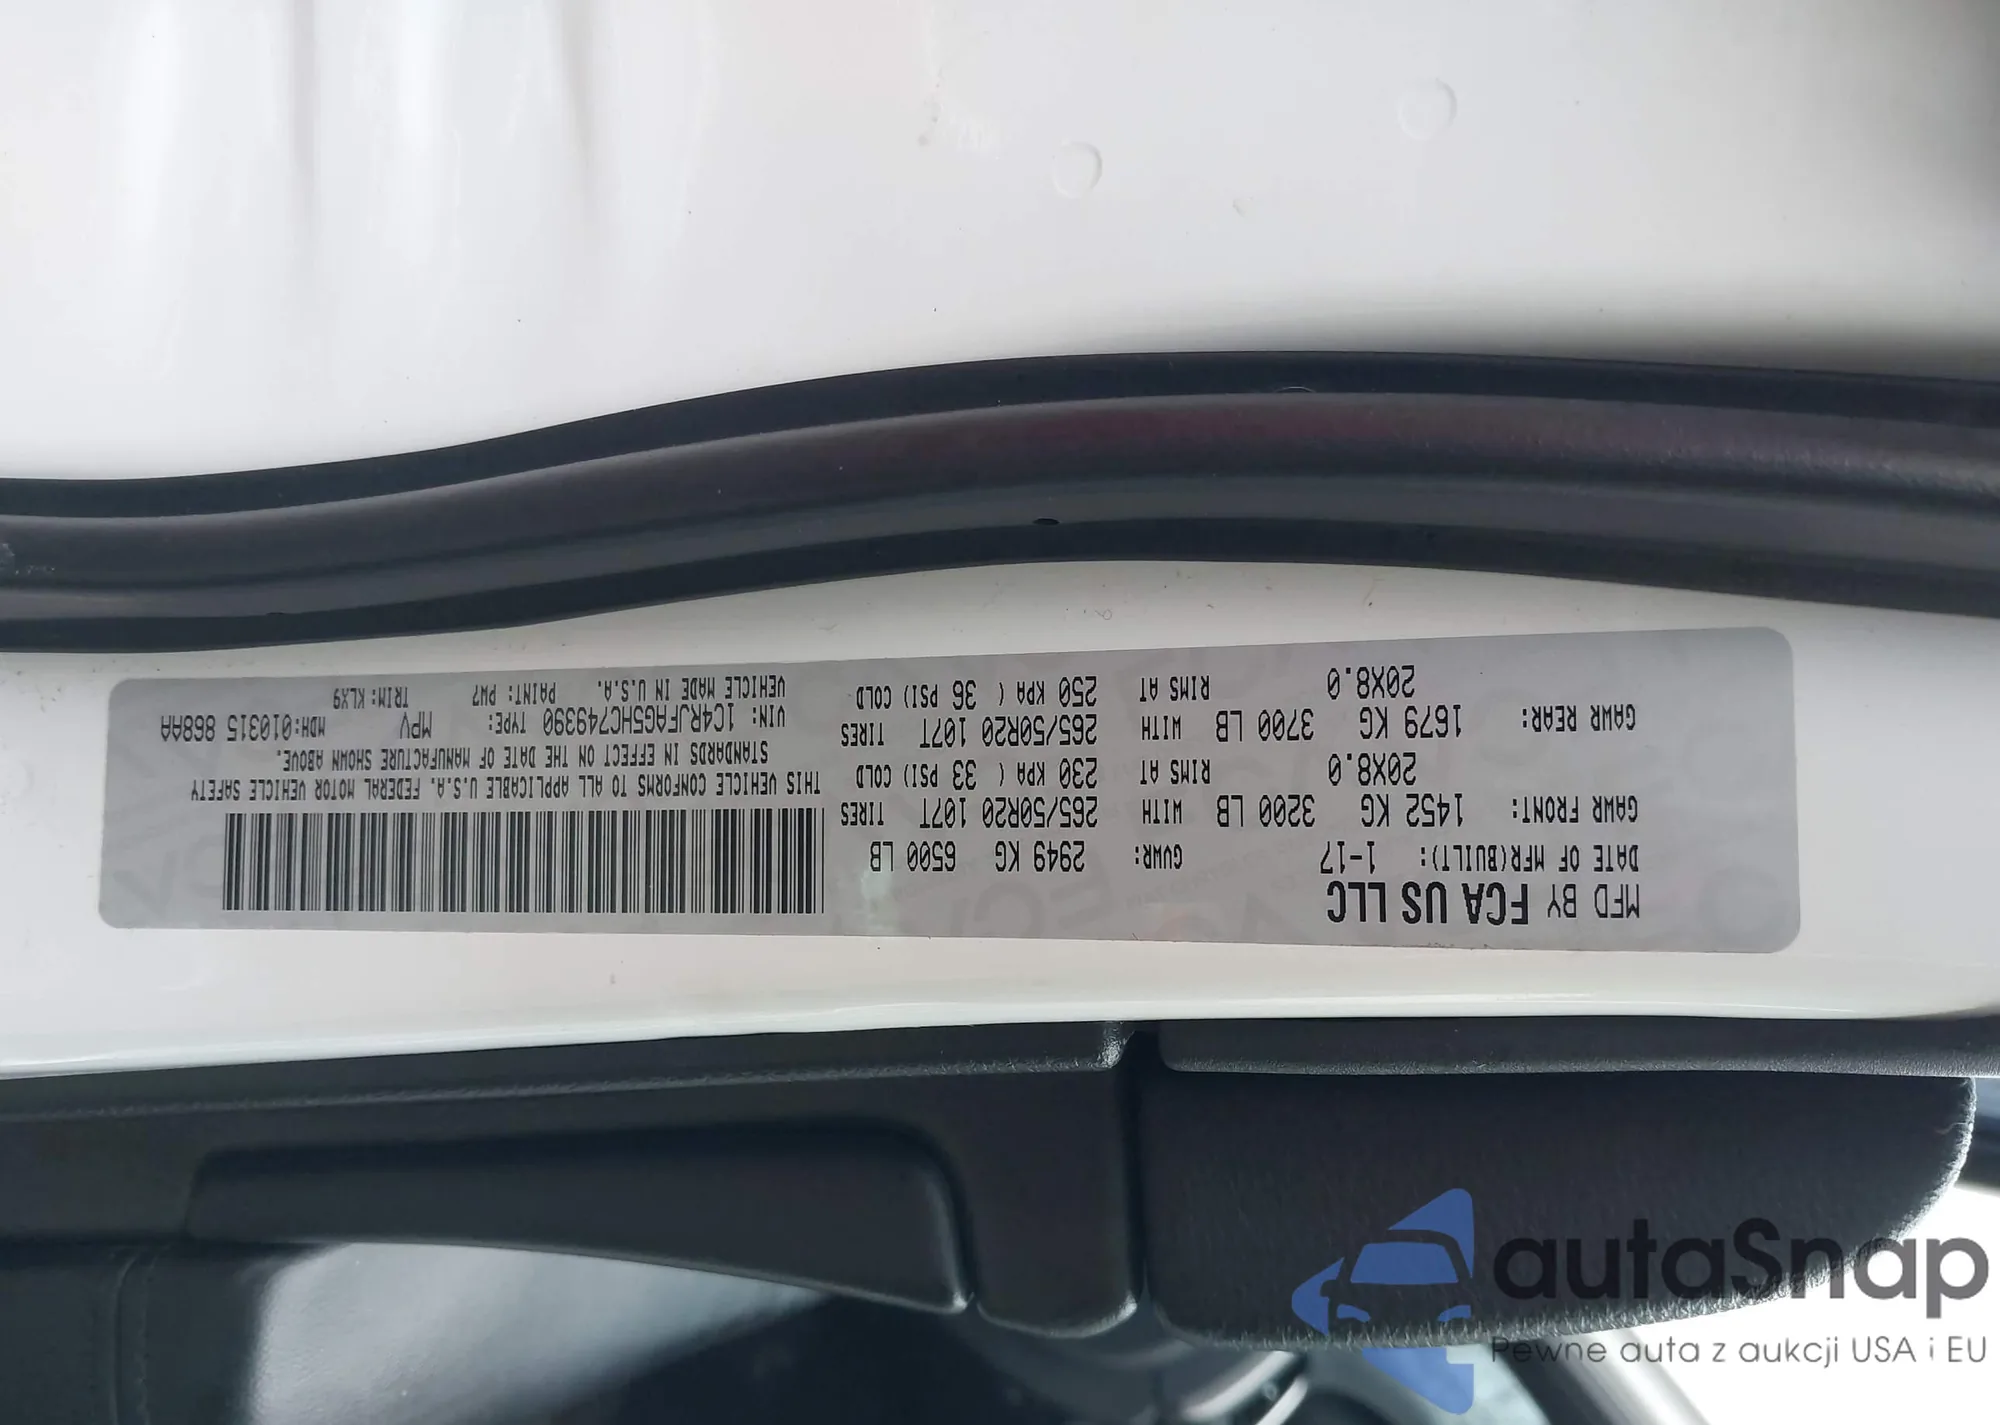 MFD BY FCA US LLC
DATE OF MFR(BUILT): 1-17 GVWR: 2949 KG 6500 LB
GAWR FRONT: 1452 KG 3200 LB WITH 265/50R20 107T TIRES
20X8.0 RIMS AT 230 KPA ( 33 PSI) COLD
GAWR REAR: 1679 KG 3700 LB WITH 265/50R20 107T TIRES
20X8.0 RIMS AT 250 KPA ( 36 PSI) COLD
THIS VEHICLE CONFORMS TO ALL APPLICABLE U.S.A. FEDERAL MOTOR VEHICLE SAFETY
STANDARDS IN EFFECT ON THE DATE OF MANUFACTURE SHOWN ABOVE.
VIN: 1C4RJFAG5HC749390 TYPE: MPV MDH:010315 868AA
VEHICLE MADE IN U.S.A. PAINT: PW7 TRIM: KLX9
autaSnap
Pewne auta z aukcji USA i EU